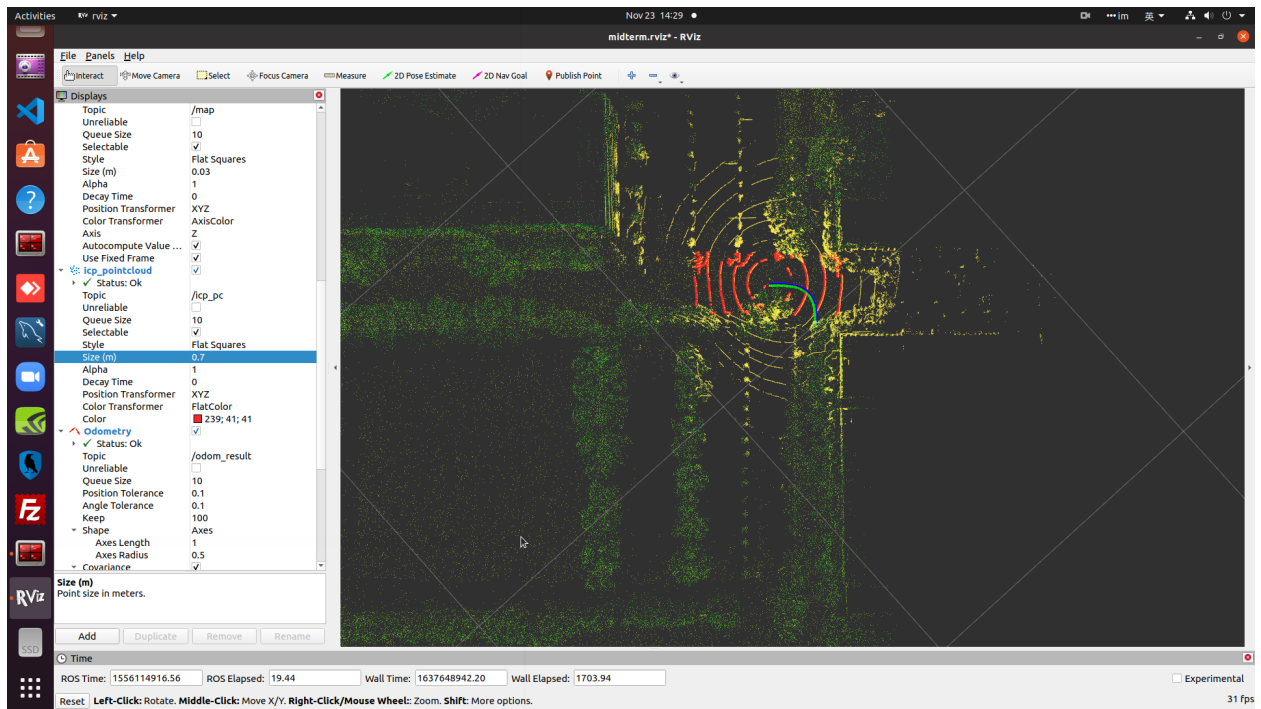 Activities
RViz rviz
Nov 23 14:29
im
英
midterm.rviz* - RViz
File Panels Help
Interact Move Camera Select Focus Camera Measure 2D Pose Estimate 2D Nav Goal Publish Point
Displays
Topic /map
Unreliable
Queue Size 10
Selectable
Style Flat Squares
Size (m) 0.03
Alpha 1
Decay Time 0
Position Transformer XYZ
Color Transformer AxisColor
Axis Z
Autocompute Value ...
Use Fixed Frame
icp_pointcloud
Status: Ok
Topic /icp_pc
Unreliable
Queue Size 10
Selectable
Style Flat Squares
Size (m) 0.7
Alpha 1
Decay Time 0
Position Transformer XYZ
Color Transformer FlatColor
Color 239; 41; 41
Odometry
Status: Ok
Topic /odom_result
Unreliable
Queue Size 10
Position Tolerance 0.1
Angle Tolerance 0.1
Keep 100
Shape Axes
Axes Length 1
Axes Radius 0.5
Covariance
Size (m)
Point size in meters.
Add Duplicate Remove Rename
Fz
RViz
SSD
Time
ROS Time: 1556114916.56 ROS Elapsed: 19.44 Wall Time: 1637648942.20 Wall Elapsed: 1703.94 Experimental
Reset Left-Click: Rotate. Middle-Click: Move X/Y. Right-Click/Mouse Wheel:: Zoom. Shift: More options. 31 fps